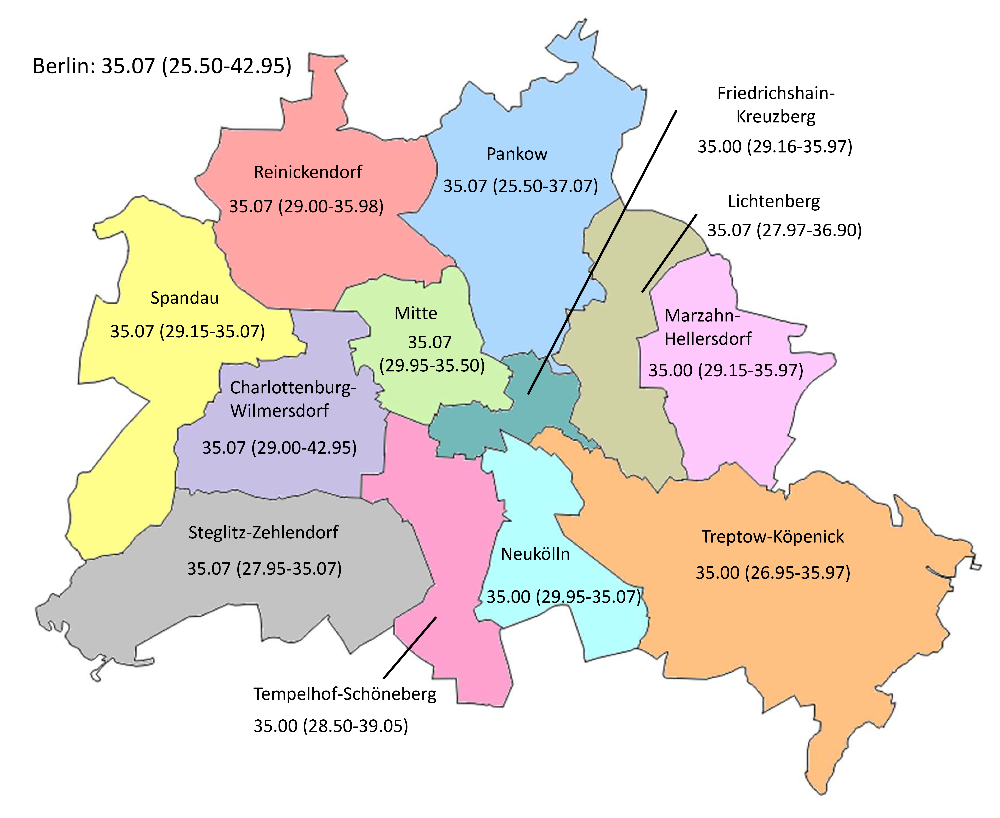 Berlin: 35.07 (25.50-42.95)
Friedrichshain-
Kreuzberg
35.00 (29.16-35.97)
Pankow
35.07 (25.50-37.07)
Reinickendorf
35.07 (29.00-35.98)
Lichtenberg
35.07 (27.97-36.90)
Spandau
35.07 (29.15-35.07)
Mitte
35.07
(29.95-35.50)
Marzahn-
Hellersdorf
35.00 (29.15-35.97)
Charlottenburg-
Wilmersdorf
35.07 (29.00-42.95)
Steglitz-Zehlendorf
35.07 (27.95-35.07)
Neukölln
35.00 (29.95-35.07)
Treptow-Köpenick
35.00 (26.95-35.97)
Tempelhof-Schöneberg
35.00 (28.50-39.05)